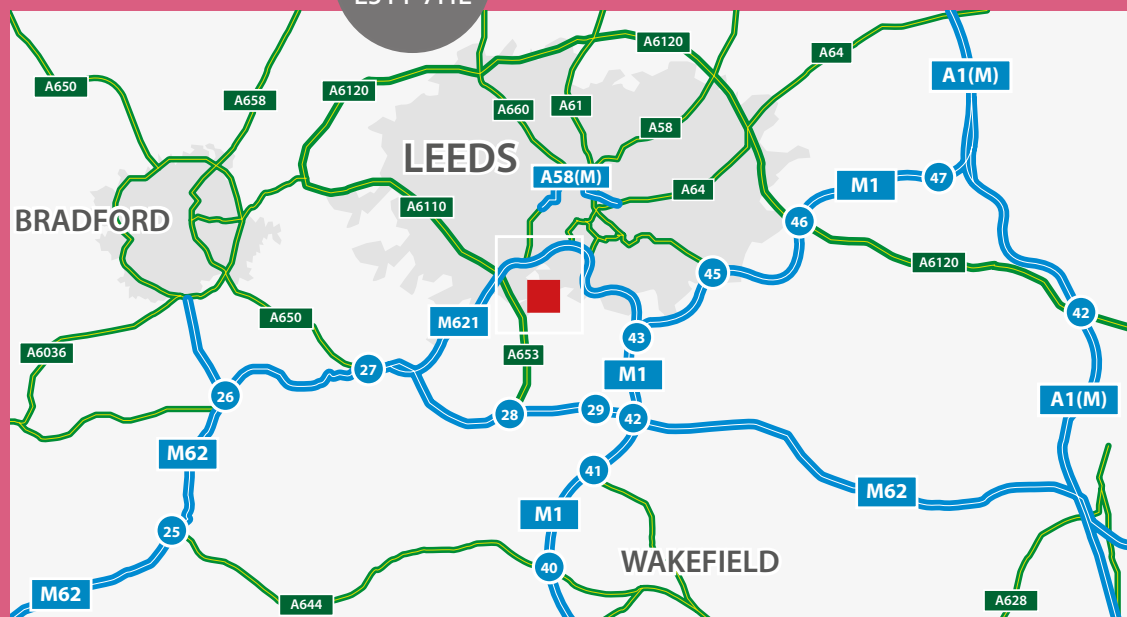 A650
A658
A6120
A660
A61
A6120
A64
A1(M)
A58
LEEDS
A58(M)
A64
M1
47
A6110
BRADFORD
46
A6120
45
42
A650
M621
43
A6036
A653
27
M1
26
28
29
42
A1(M)
M62
41
M62
M1
25
WAKEFIELD
40
M62
A644
A628